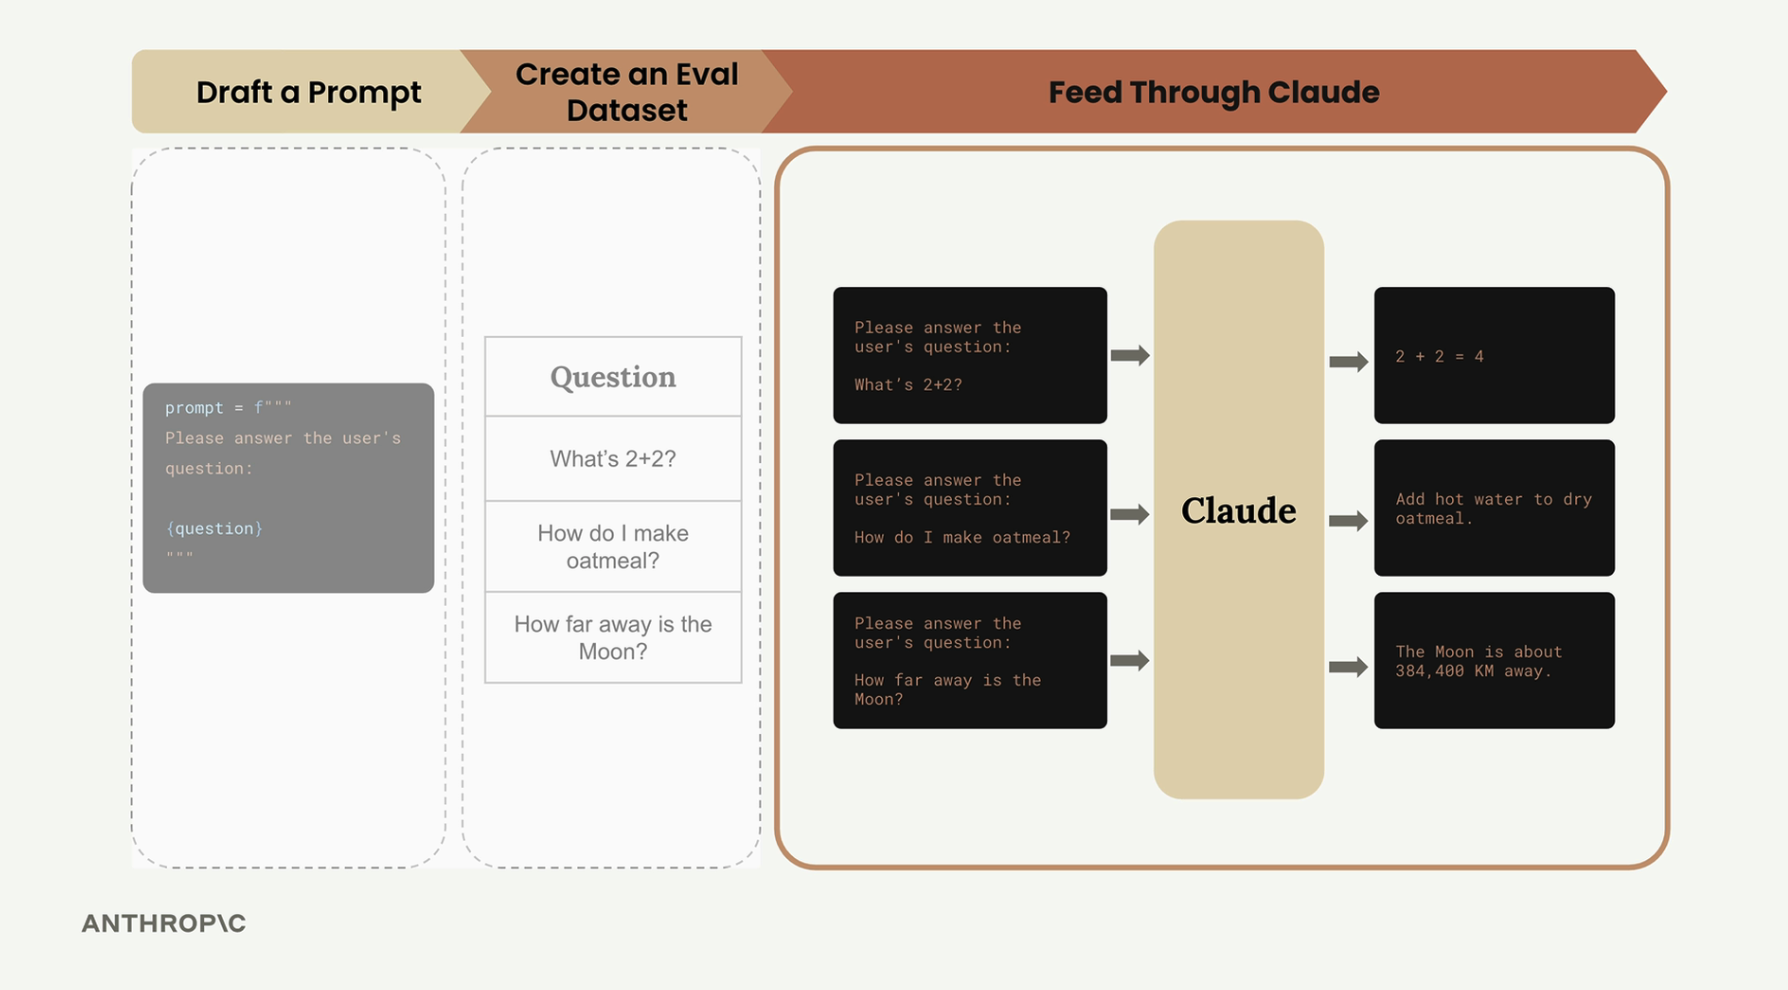 Draft a Prompt
Create an Eval
Dataset
Feed Through Claude
prompt = f"""
Please answer the user's
question:
{question}
"""
Question
What’s 2+2?
How do I make
oatmeal?
How far away is the
Moon?
Please answer the
user's question:
What’s 2+2?
Please answer the
user's question:
How do I make oatmeal?
Please answer the
user's question:
How far away is the
Moon?
Claude
2 + 2 = 4
Add hot water to dry
oatmeal.
The Moon is about
384,400 KM away.
ANTHROP\C